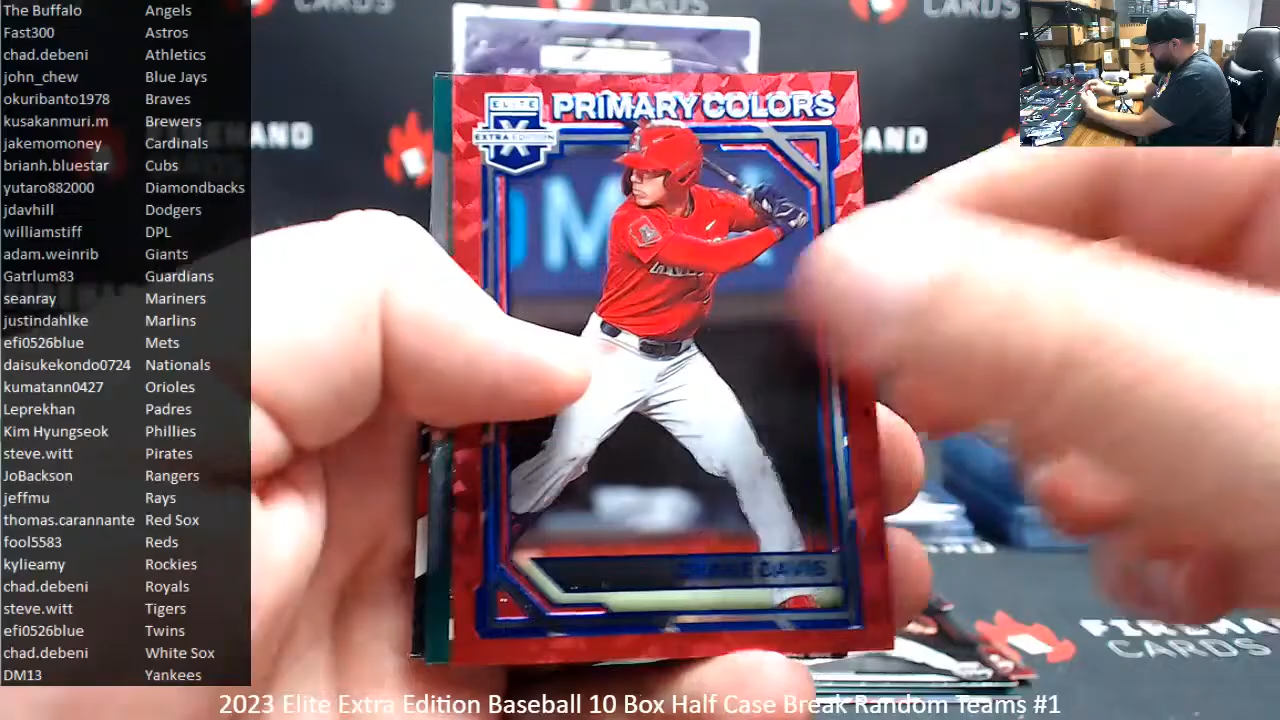 The Buffalo Angels
Fast300 Astros
chad.debeni Athletics
john_chew Blue Jays
okuribanto1978 Braves
kusakanmuri.m Brewers
jakemomoney Cardinals
brianh.bluestar Cubs
yutaro882000 Diamondbacks
jdavhill Dodgers
williamstiff DPL
adam.weinrib Giants
Gatrlum83 Guardians
seanray Mariners
justindahlke Marlins
efi0526blue Mets
daisukekondo0724 Nationals
kumatann0427 Orioles
Leprekhan Padres
Kim Hyungseok Phillies
steve.witt Pirates
JoBackson Rangers
jeffmu Rays
thomas.carannante Red Sox
fool5583 Reds
kylieamy Rockies
chad.debeni Royals
steve.witt Tigers
efi0526blue Twins
chad.debeni White Sox
DM13 Yankees
CARDS
CARDS
ELITE
EXTRA EDITION
PRIMARY COLORS
DAVIS
FIREHAND
CARDS
2023 Elite Extra Edition Baseball 10 Box Half Case Break Random Teams #1